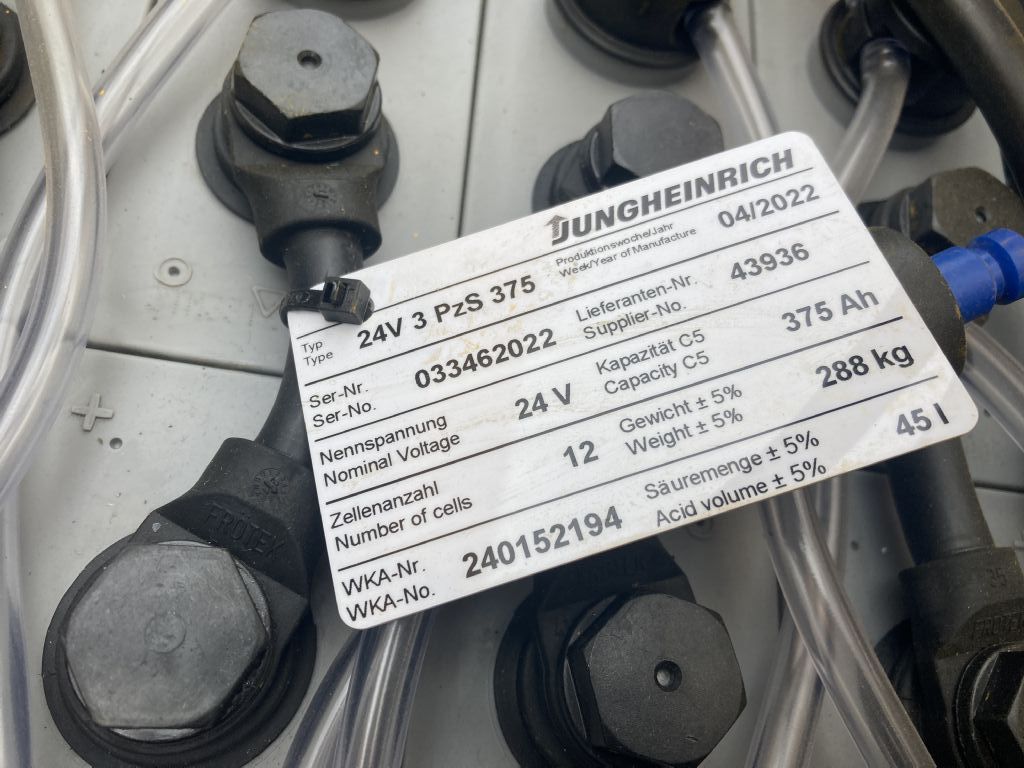 JUNGHEINRICH
Typ
Type
24V 3 PzS 375
Produktionswoche/Jahr
Week/Year of Manufacture
04/2022
Ser-Nr.
Ser-No.
033462022
Lieferanten-Nr.
Supplier-No.
43936
Nennspannung
Nominal Voltage
24 V
Kapazität C5
Capacity C5
375 Ah
Zellenanzahl
Number of cells
12
Gewicht ± 5%
Weight ± 5%
288 kg
WKA-Nr.
WKA-No.
240152194
Säuremenge ± 5%
Acid volume ± 5%
45 l
FRÖTEK
35
FRÖTEK